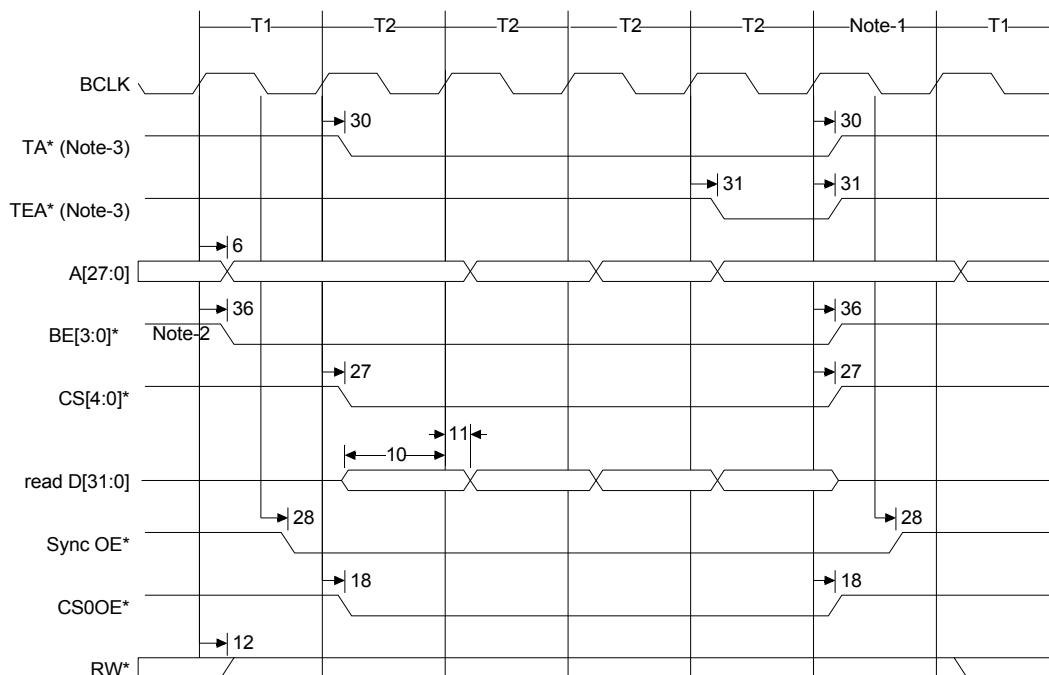 T1 T2 T2 T2 T2 Note-1 T1
BCLK
30 30
TA* (Note-3)
31 31
TEA* (Note-3)
6
A[27:0]
36 36
BE[3:0]* Note-2
27 27
CS[4:0]*
11
10
read D[31:0]
28 28
Sync OE*
18 18
CS0OE*
12
RW*